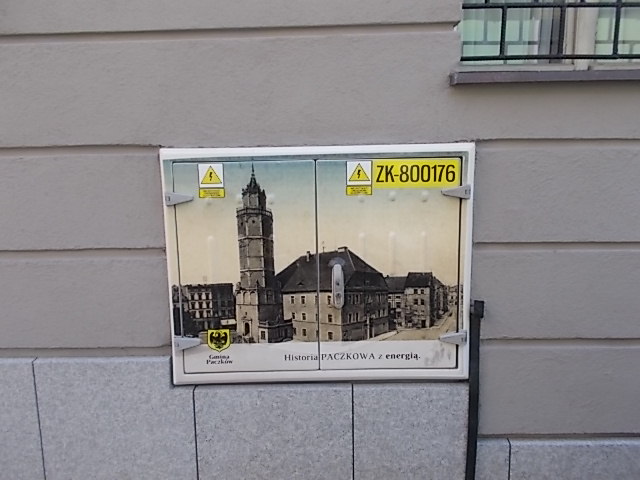 ZK-800176
Gmina
Paczków
Historia PACZKOWA z energią.